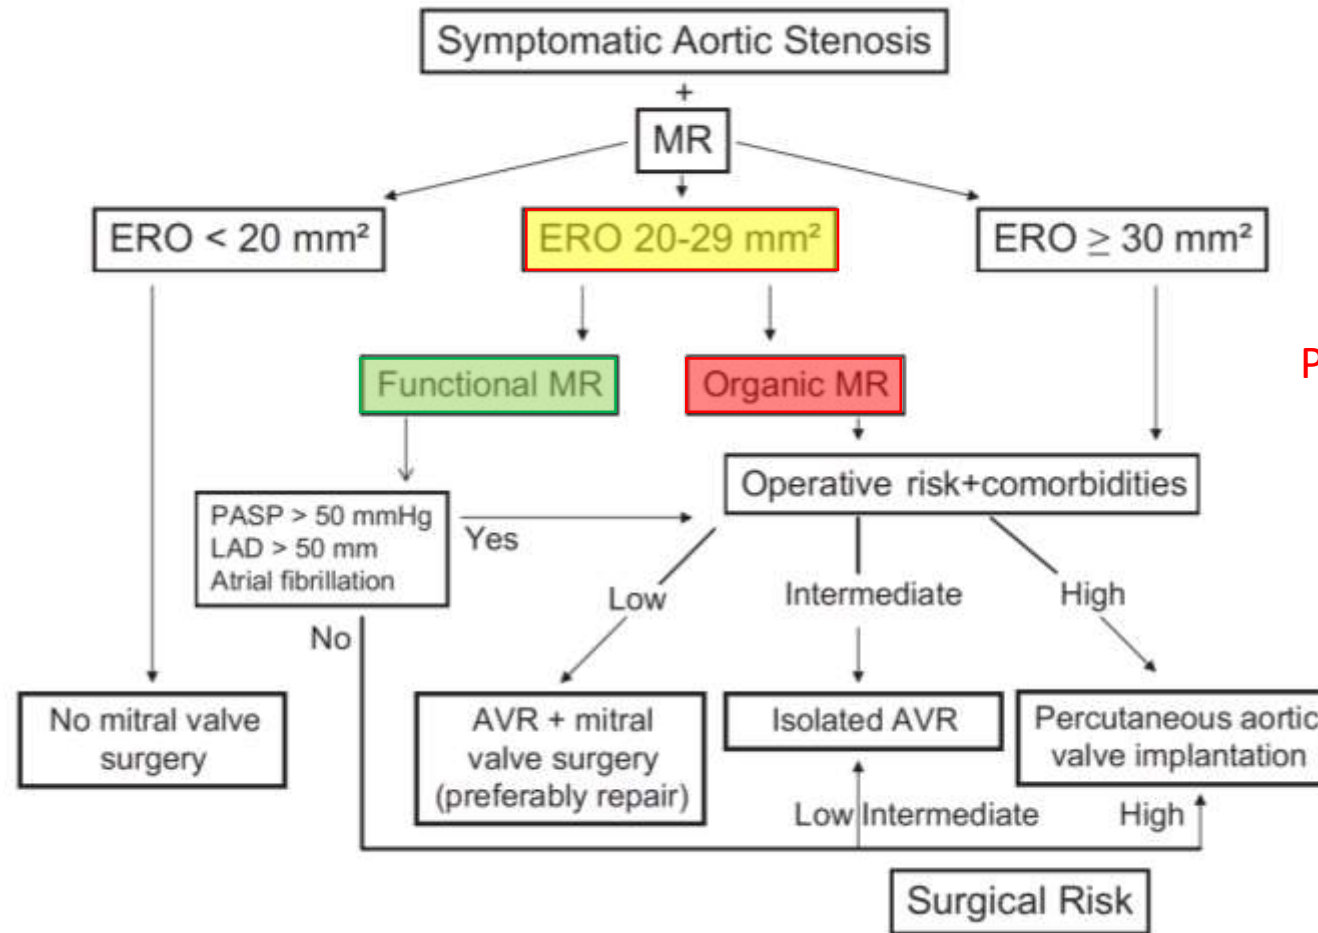 Symptomatic Aortic Stenosis
+
MR
ERO < 20 mm²
ERO 20-29 mm²
ERO ≥ 30 mm²
P
Functional MR
Organic MR
Operative risk+comorbidities
PASP > 50 mmHg
LAD > 50 mm
Atrial fibrillation
Yes
No
Low
Intermediate
High
No mitral valve
surgery
AVR + mitral
valve surgery
(preferably repair)
Isolated AVR
Percutaneous aortic
valve implantation
Low Intermediate
High
Surgical Risk